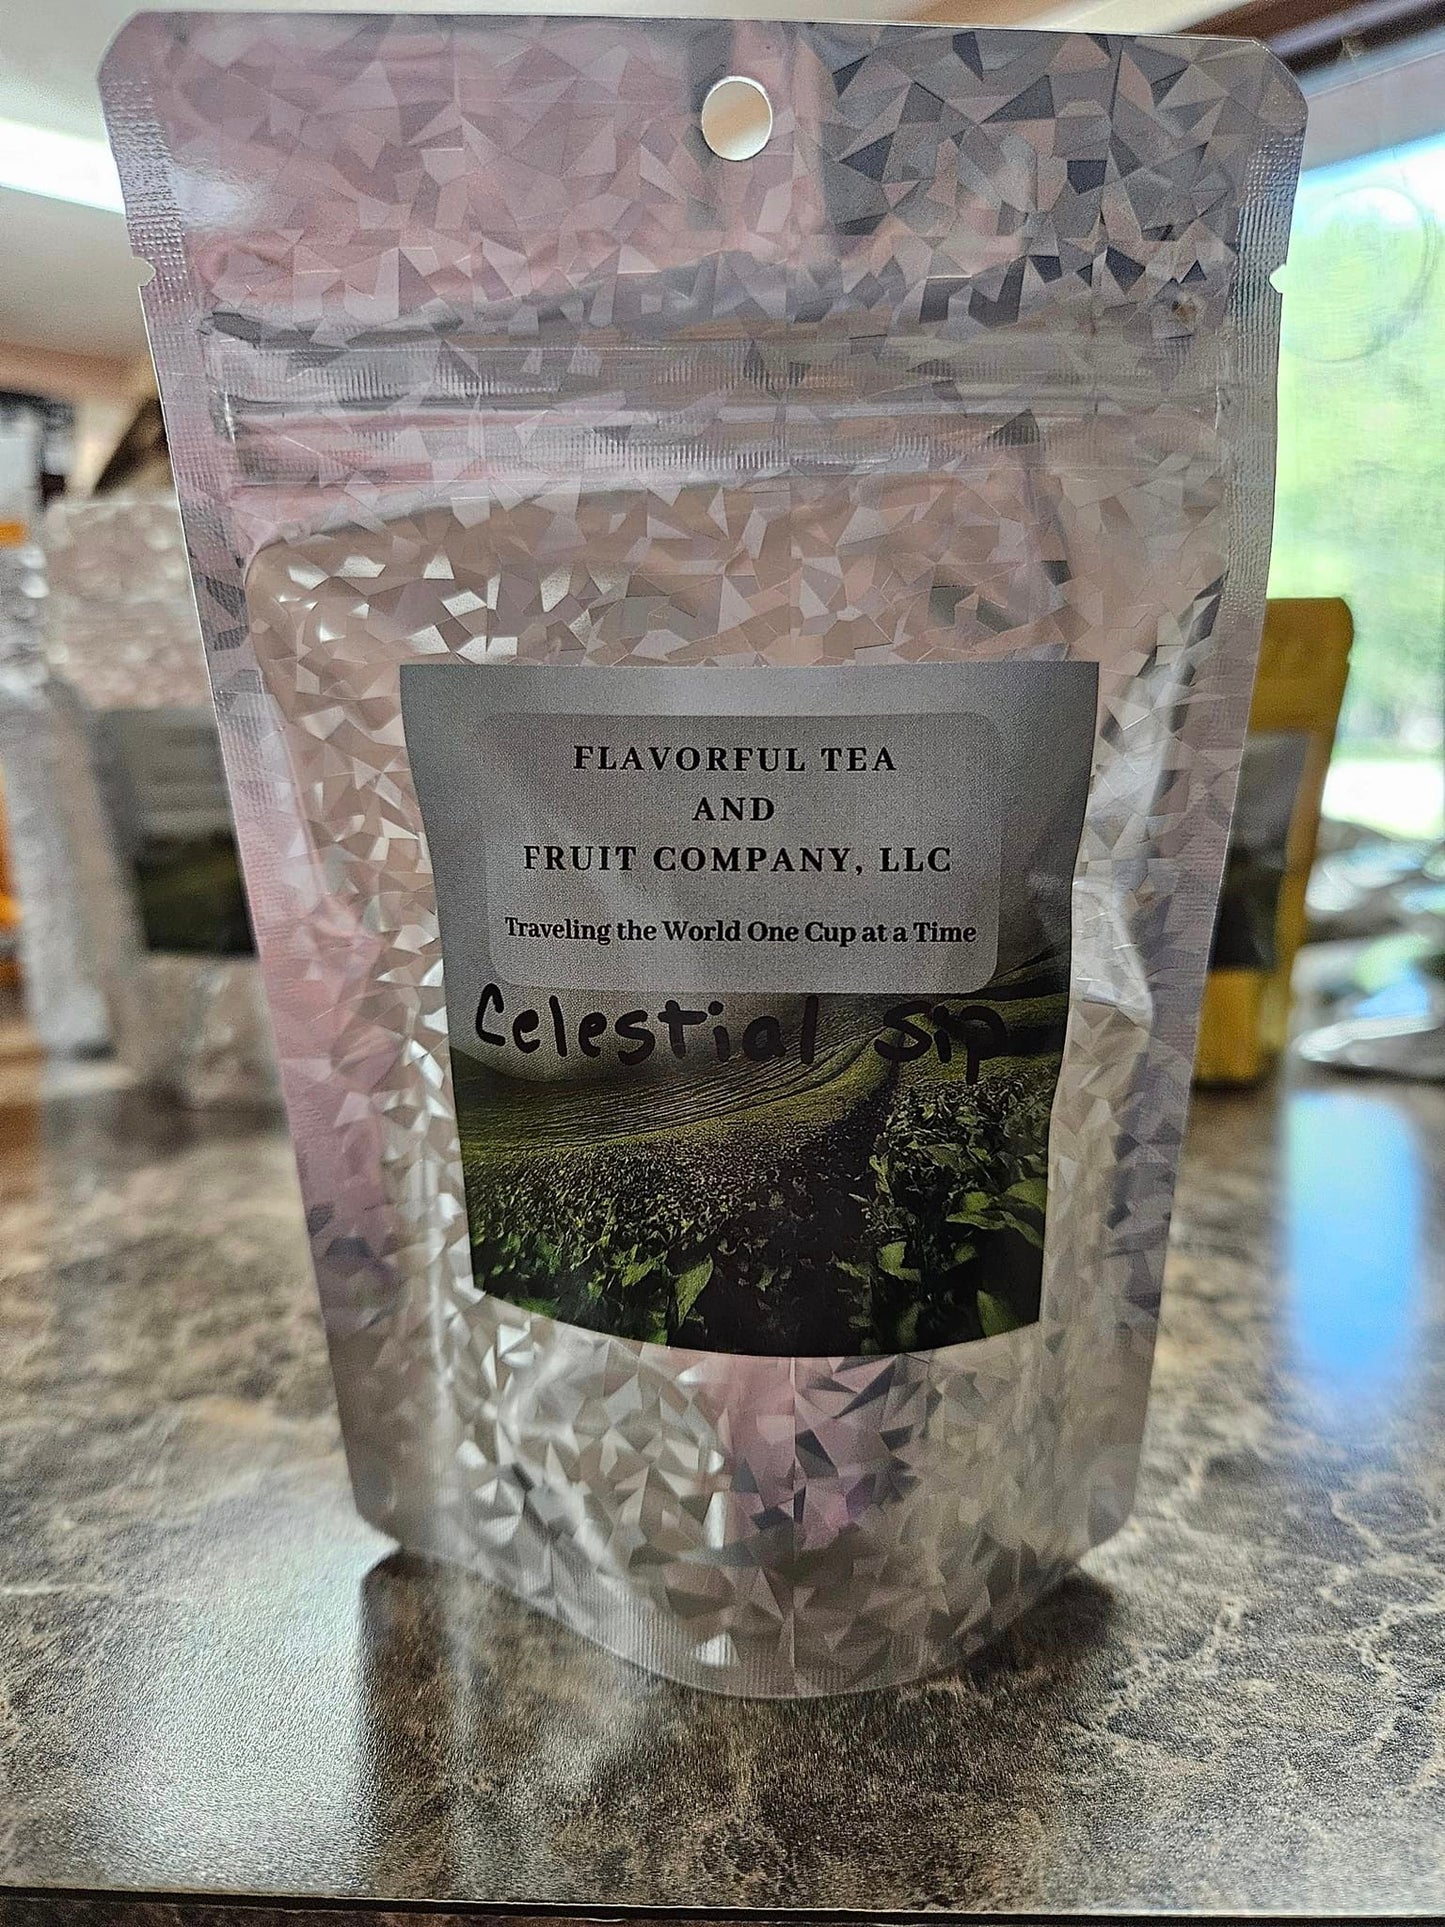 FLAVORFUL TEA
AND
FRUIT COMPANY, LLC
Traveling the World One Cup at a Time
Celestial Sip